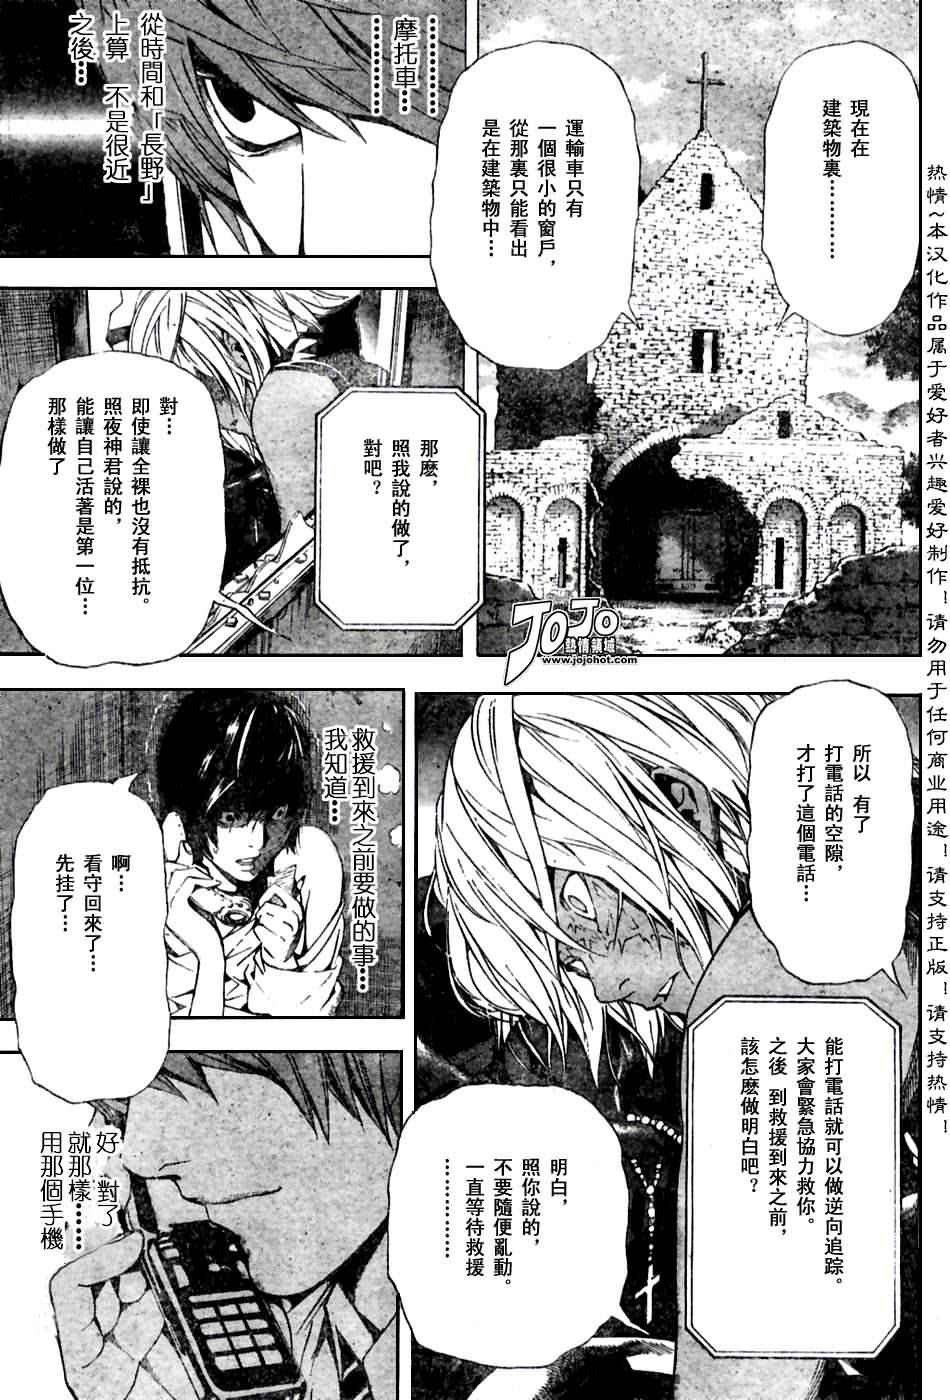 現在在
建築物裏…………
運輸車只有
一個很小的窗戶，
從那裏只能看出
是在建築物中…
…………
摩托車…
從時間和「長野」
上算　不是很近
之後…
那麼，
照我說的做了，
對吧？
對…
即使讓全裸也沒有抵抗。
照夜神君說的，
能讓自己活著是第一位…
那樣做了
JOJO
熱情領域
www.jojohot.com
所以 有了
打電話的空隙，
才打了這個電話…
能打電話就可以做逆向追踪。
大家會緊急協力救你。
之後 到救援到來之前，
該怎麽做明白吧？
明白，
照你說的，
不要隨便亂動。
一直等待救援
…………
救援到來之前要做的事…
我知道…
啊…
看守回來了…
先挂了…
好 對了
就那樣……
用那個手機
热情~本汉化作品属于爱好者兴趣爱好制作！请勿用于任何商业用途！请支持正版！请支持热情！